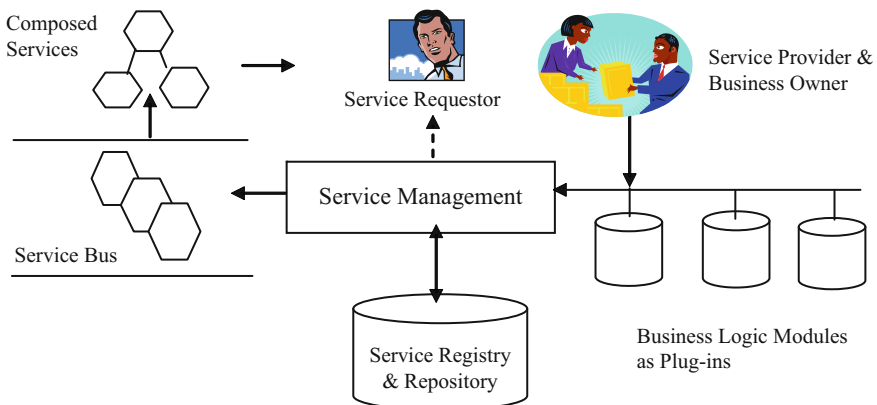 Composed
Services
Service Requestor
Service Provider &
Business Owner
Service Management
Service Bus
Service Registry
& Repository
Business Logic Modules
as Plug-ins